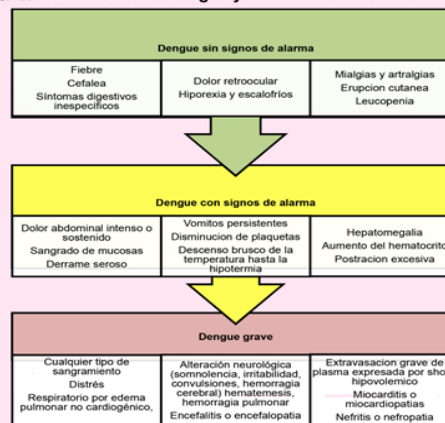 Dengue sin signos de alarma
Fiebre
Cefalea
Síntomas digestivos
inespecíficos
Dolor retroocular
Hiporexia y escalofríos
Mialgias y artralgias
Erupcion cutanea
Leucopenia
Dengue con signos de alarma
Dolor abdominal intenso o
sostenido
Sangrado de mucosas
Derrame seroso
Vomitos persistentes
Disminucion de plaquetas
Descenso brusco de la
temperatura hasta la
hipotermia
Hepatomegalia
Aumento del hematocrito
Postracion excesiva
Dengue grave
Cualquier tipo de
sangramiento
Distrés
Respiratorio por edema
pulmonar no cardiogénico,
Alteración neurológica
(somnolencia, irritabilidad,
convulsiones, hemorragia
cerebral) hematemesis,
hemorragia pulmonar
Encefalitis o encefalopatia
Extravasacion grave de
plasma expresada por sho
hipovolemico
Miocarditis o
miocardiopatias
Nefritis o nefropatia